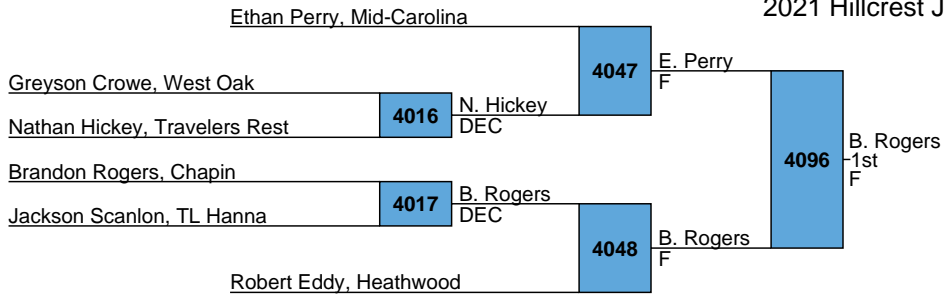 2021 Hillcrest J
Ethan Perry, Mid-Carolina
4047
E. Perry
F
Greyson Crowe, West Oak
4016
N. Hickey
DEC
Nathan Hickey, Travelers Rest
4096
B. Rogers
1st
F
Brandon Rogers, Chapin
4017
B. Rogers
DEC
Jackson Scanlon, TL Hanna
4048
B. Rogers
F
Robert Eddy, Heathwood